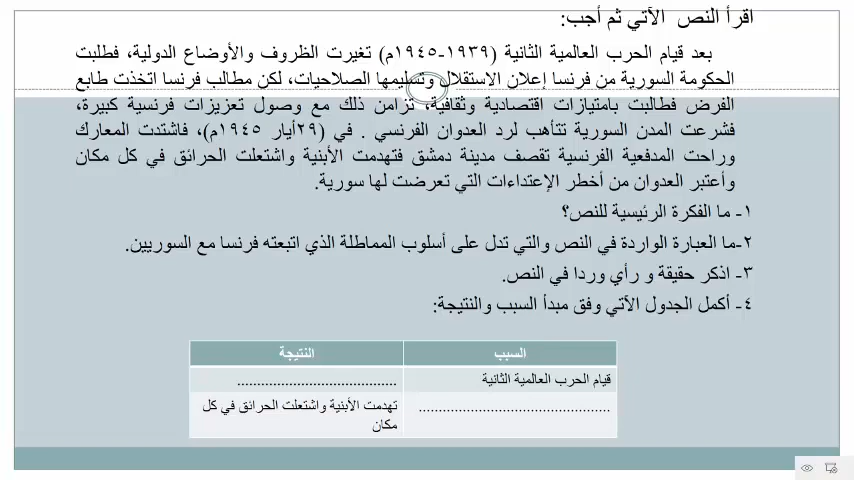 اقرأ النص الآتي ثم أجب:
بعد قيام الحرب العالمية الثانية (١٩٣٩-١٩٤٥م) تغيرت الظروف والأوضاع الدولية، فطلبت
الحكومة السورية من فرنسا إعلان الاستقلال وتسليمها الصلاحيات، لكن مطالب فرنسا اتخذت طابع
الفرض فطالبت بامتيازات اقتصادية وثقافية، تزامن ذلك مع وصول تعزيزات فرنسية كبيرة،
فشرعت المدن السورية تتأهب لرد العدوان الفرنسي . في (٢٩أيار ١٩٤٥م)، فاشتدت المعارك
وراحت المدفعية الفرنسية تقصف مدينة دمشق فتهدمت الأبنية واشتعلت الحرائق في كل مكان
وأعتبر العدوان من أخطر الإعتداءات التي تعرضت لها سورية.
١- ما الفكرة الرئيسية للنص؟
٢-ما العبارة الواردة في النص والتي تدل على أسلوب المماطلة الذي اتبعته فرنسا مع السوريين.
٣- اذكر حقيقة و رأي وردا في النص.
٤- أكمل الجدول الآتي وفق مبدأ السبب والنتيجة:
السبب النتيجة
قيام الحرب العالمية الثانية ........................................
................................................ تهدمت الأبنية واشتعلت الحرائق في كل
مكان